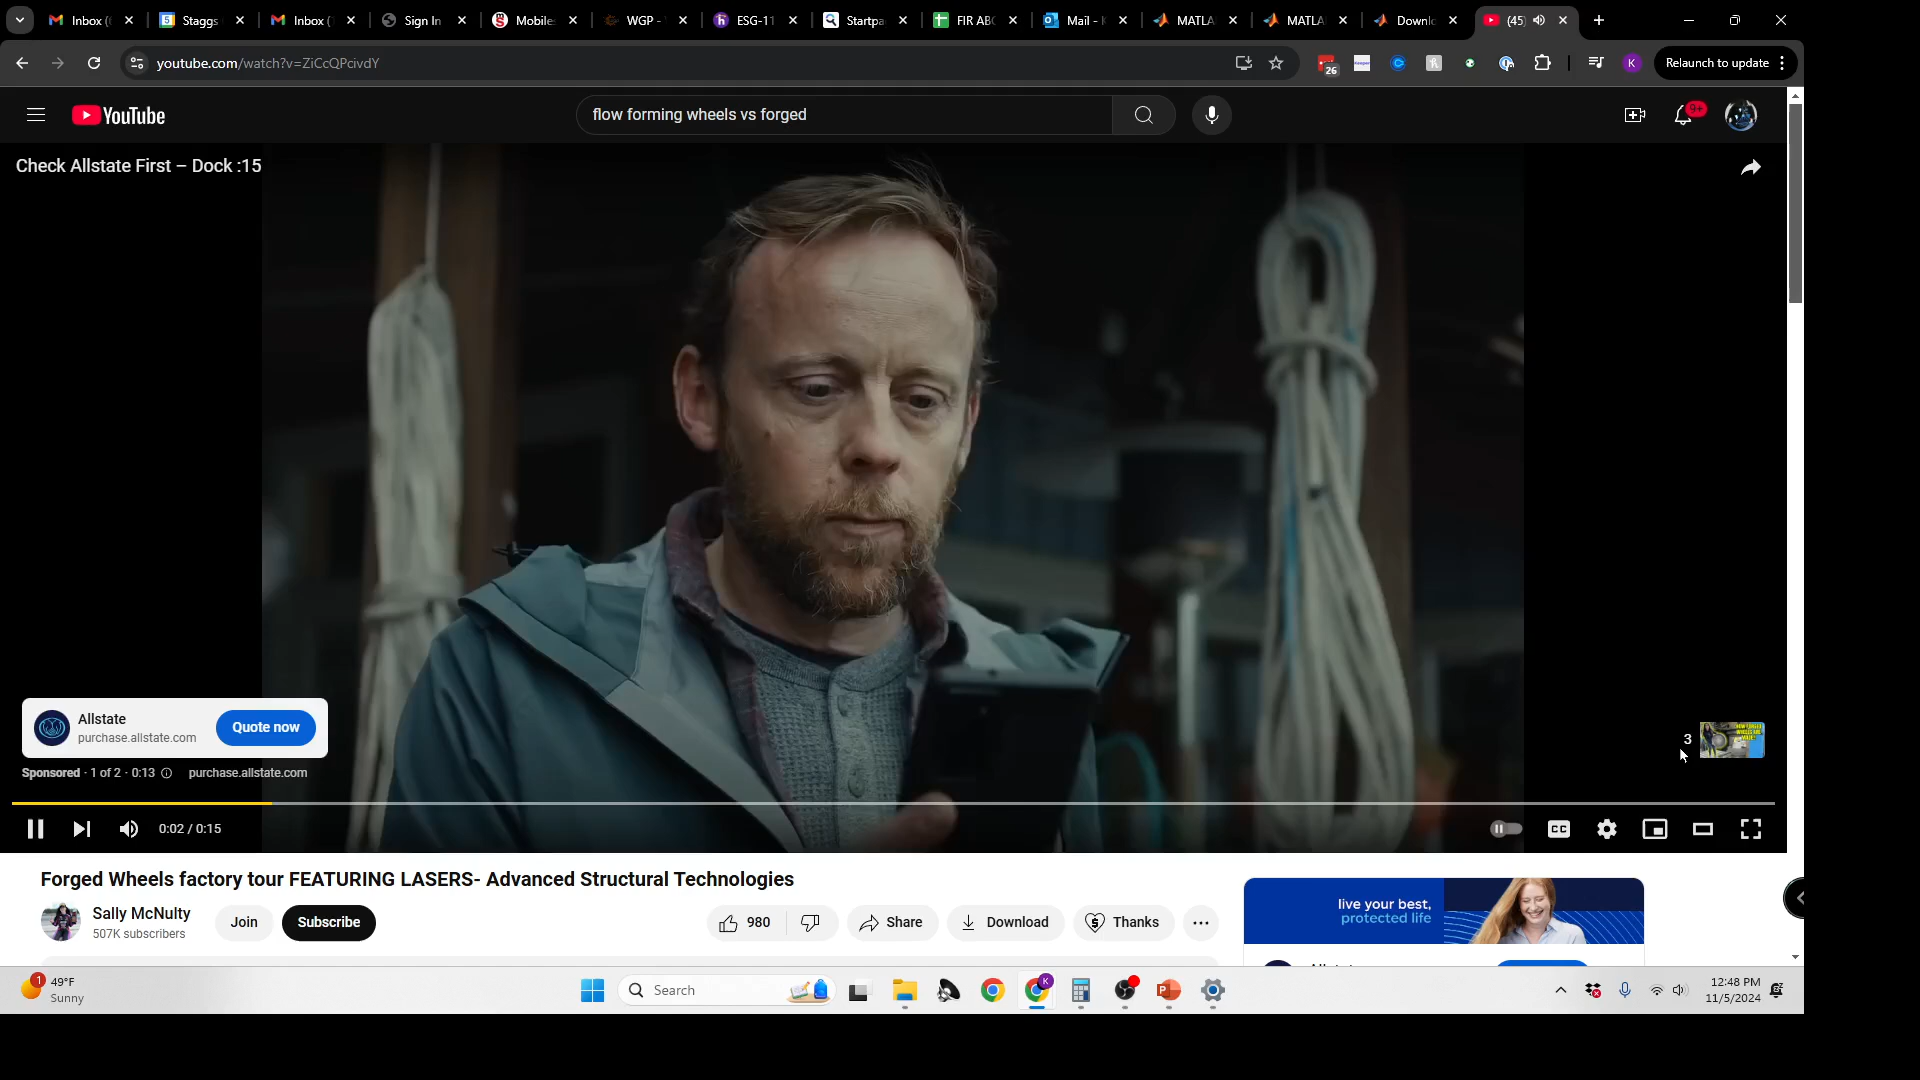 Inbox (
Staggs
Inbox (
Sign In
Mobile
WGP -
ESG-11
Startpa
FIR ABC
Mail -
MATLA
MATLA
Downlo
(45)
youtube.com/watch?v=ZiCcQPcivdY
26
K
Relaunch to update
YouTube
flow forming wheels vs forged
9+
Check Allstate First – Dock :15
Allstate
purchase.allstate.com
Quote now
3
Sponsored · 1 of 2 · 0:13
purchase.allstate.com
0:02 / 0:15
CC
Forged Wheels factory tour FEATURING LASERS- Advanced Structural Technologies
Sally McNulty
507K subscribers
Join
Subscribe
980
Share
Download
Thanks
live your best,
protected life
1
49°F
Sunny
Search
K
12:48 PM
11/5/2024